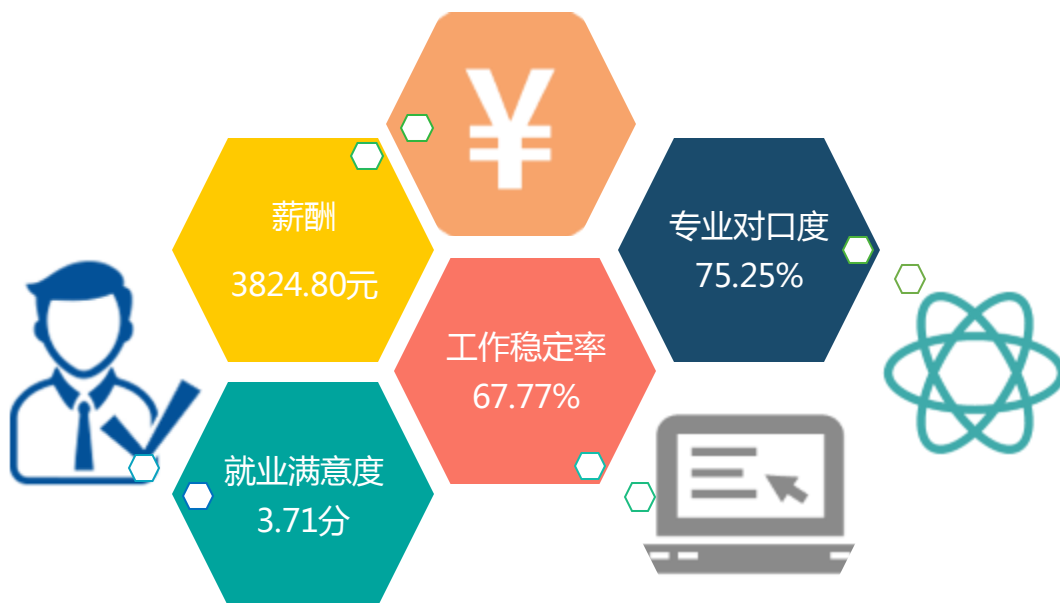 ¥
薪酬
3824.80元
专业对口度
75.25%
工作稳定率
67.77%
就业满意度
3.71分